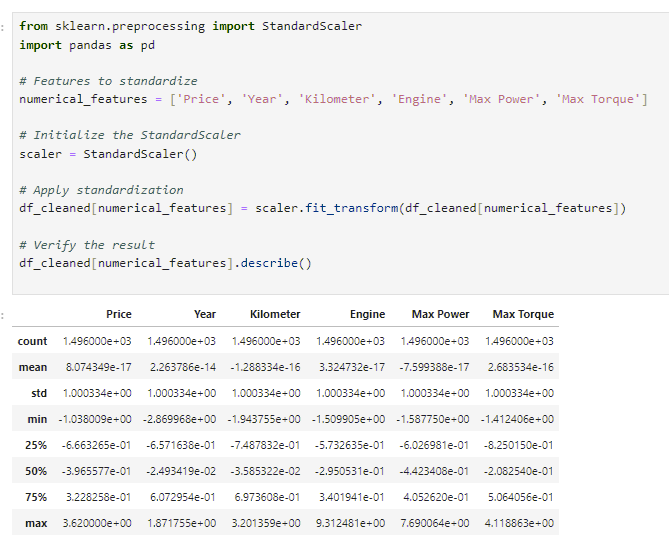 from sklearn.preprocessing import StandardScaler
import pandas as pd
# Features to standardize
numerical_features = ['Price', 'Year', 'Kilometer', 'Engine', 'Max Power', 'Max Torque']
# Initialize the StandardScaler
scaler = StandardScaler()
# Apply standardization
df_cleaned[numerical_features] = scaler.fit_transform(df_cleaned[numerical_features])
# Verify the result
df_cleaned[numerical_features].describe()
Price Year Kilometer Engine Max Power Max Torque
count 1.496000e+03 1.496000e+03 1.496000e+03 1.496000e+03 1.496000e+03 1.496000e+03
mean 8.074349e-17 2.263786e-14 -1.288334e-16 3.324732e-17 -7.599388e-17 2.683534e-16
std 1.000334e+00 1.000334e+00 1.000334e+00 1.000334e+00 1.000334e+00 1.000334e+00
min -1.038009e+00 -2.869968e+00 -1.943755e+00 -1.509905e+00 -1.587750e+00 -1.412406e+00
25% -6.663265e-01 -6.571638e-01 -7.487832e-01 -5.732635e-01 -6.026981e-01 -8.250150e-01
50% -3.965577e-01 -2.493419e-02 -3.585322e-02 -2.950531e-01 -4.423408e-01 -2.082540e-01
75% 3.228258e-01 6.072954e-01 6.973608e-01 3.401941e-01 4.052620e-01 5.064056e-01
max 3.620000e+00 1.871755e+00 3.201359e+00 9.312481e+00 7.690064e+00 4.118863e+00